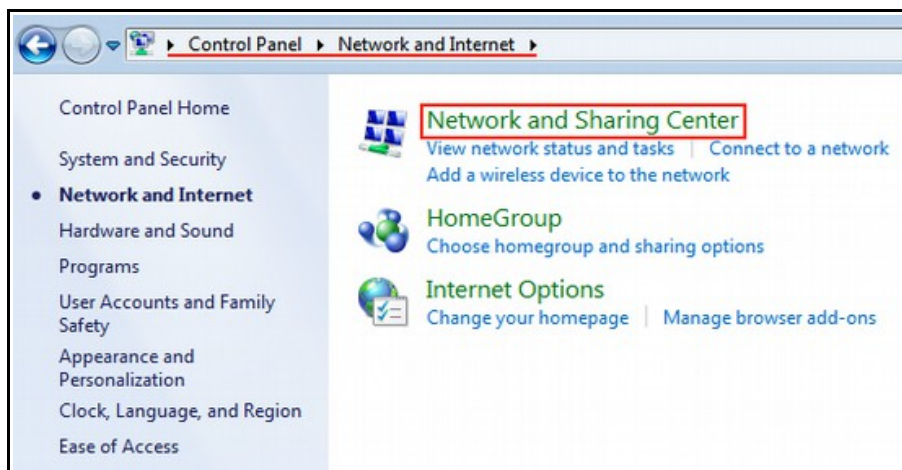 Control Panel Network and Internet
Control Panel Home
System and Security
Network and Internet
Hardware and Sound
Programs
User Accounts and Family
Safety
Appearance and
Personalization
Clock, Language, and Region
Ease of Access
Network and Sharing Center
View network status and tasks | Connect to a network
Add a wireless device to the network
HomeGroup
Choose homegroup and sharing options
Internet Options
Change your homepage | Manage browser add-ons